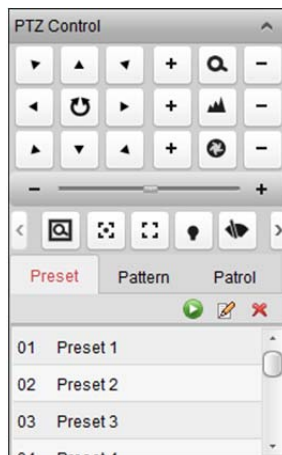 PTZ Control
Preset Pattern Patrol
01 Preset 1
02 Preset 2
03 Preset 3